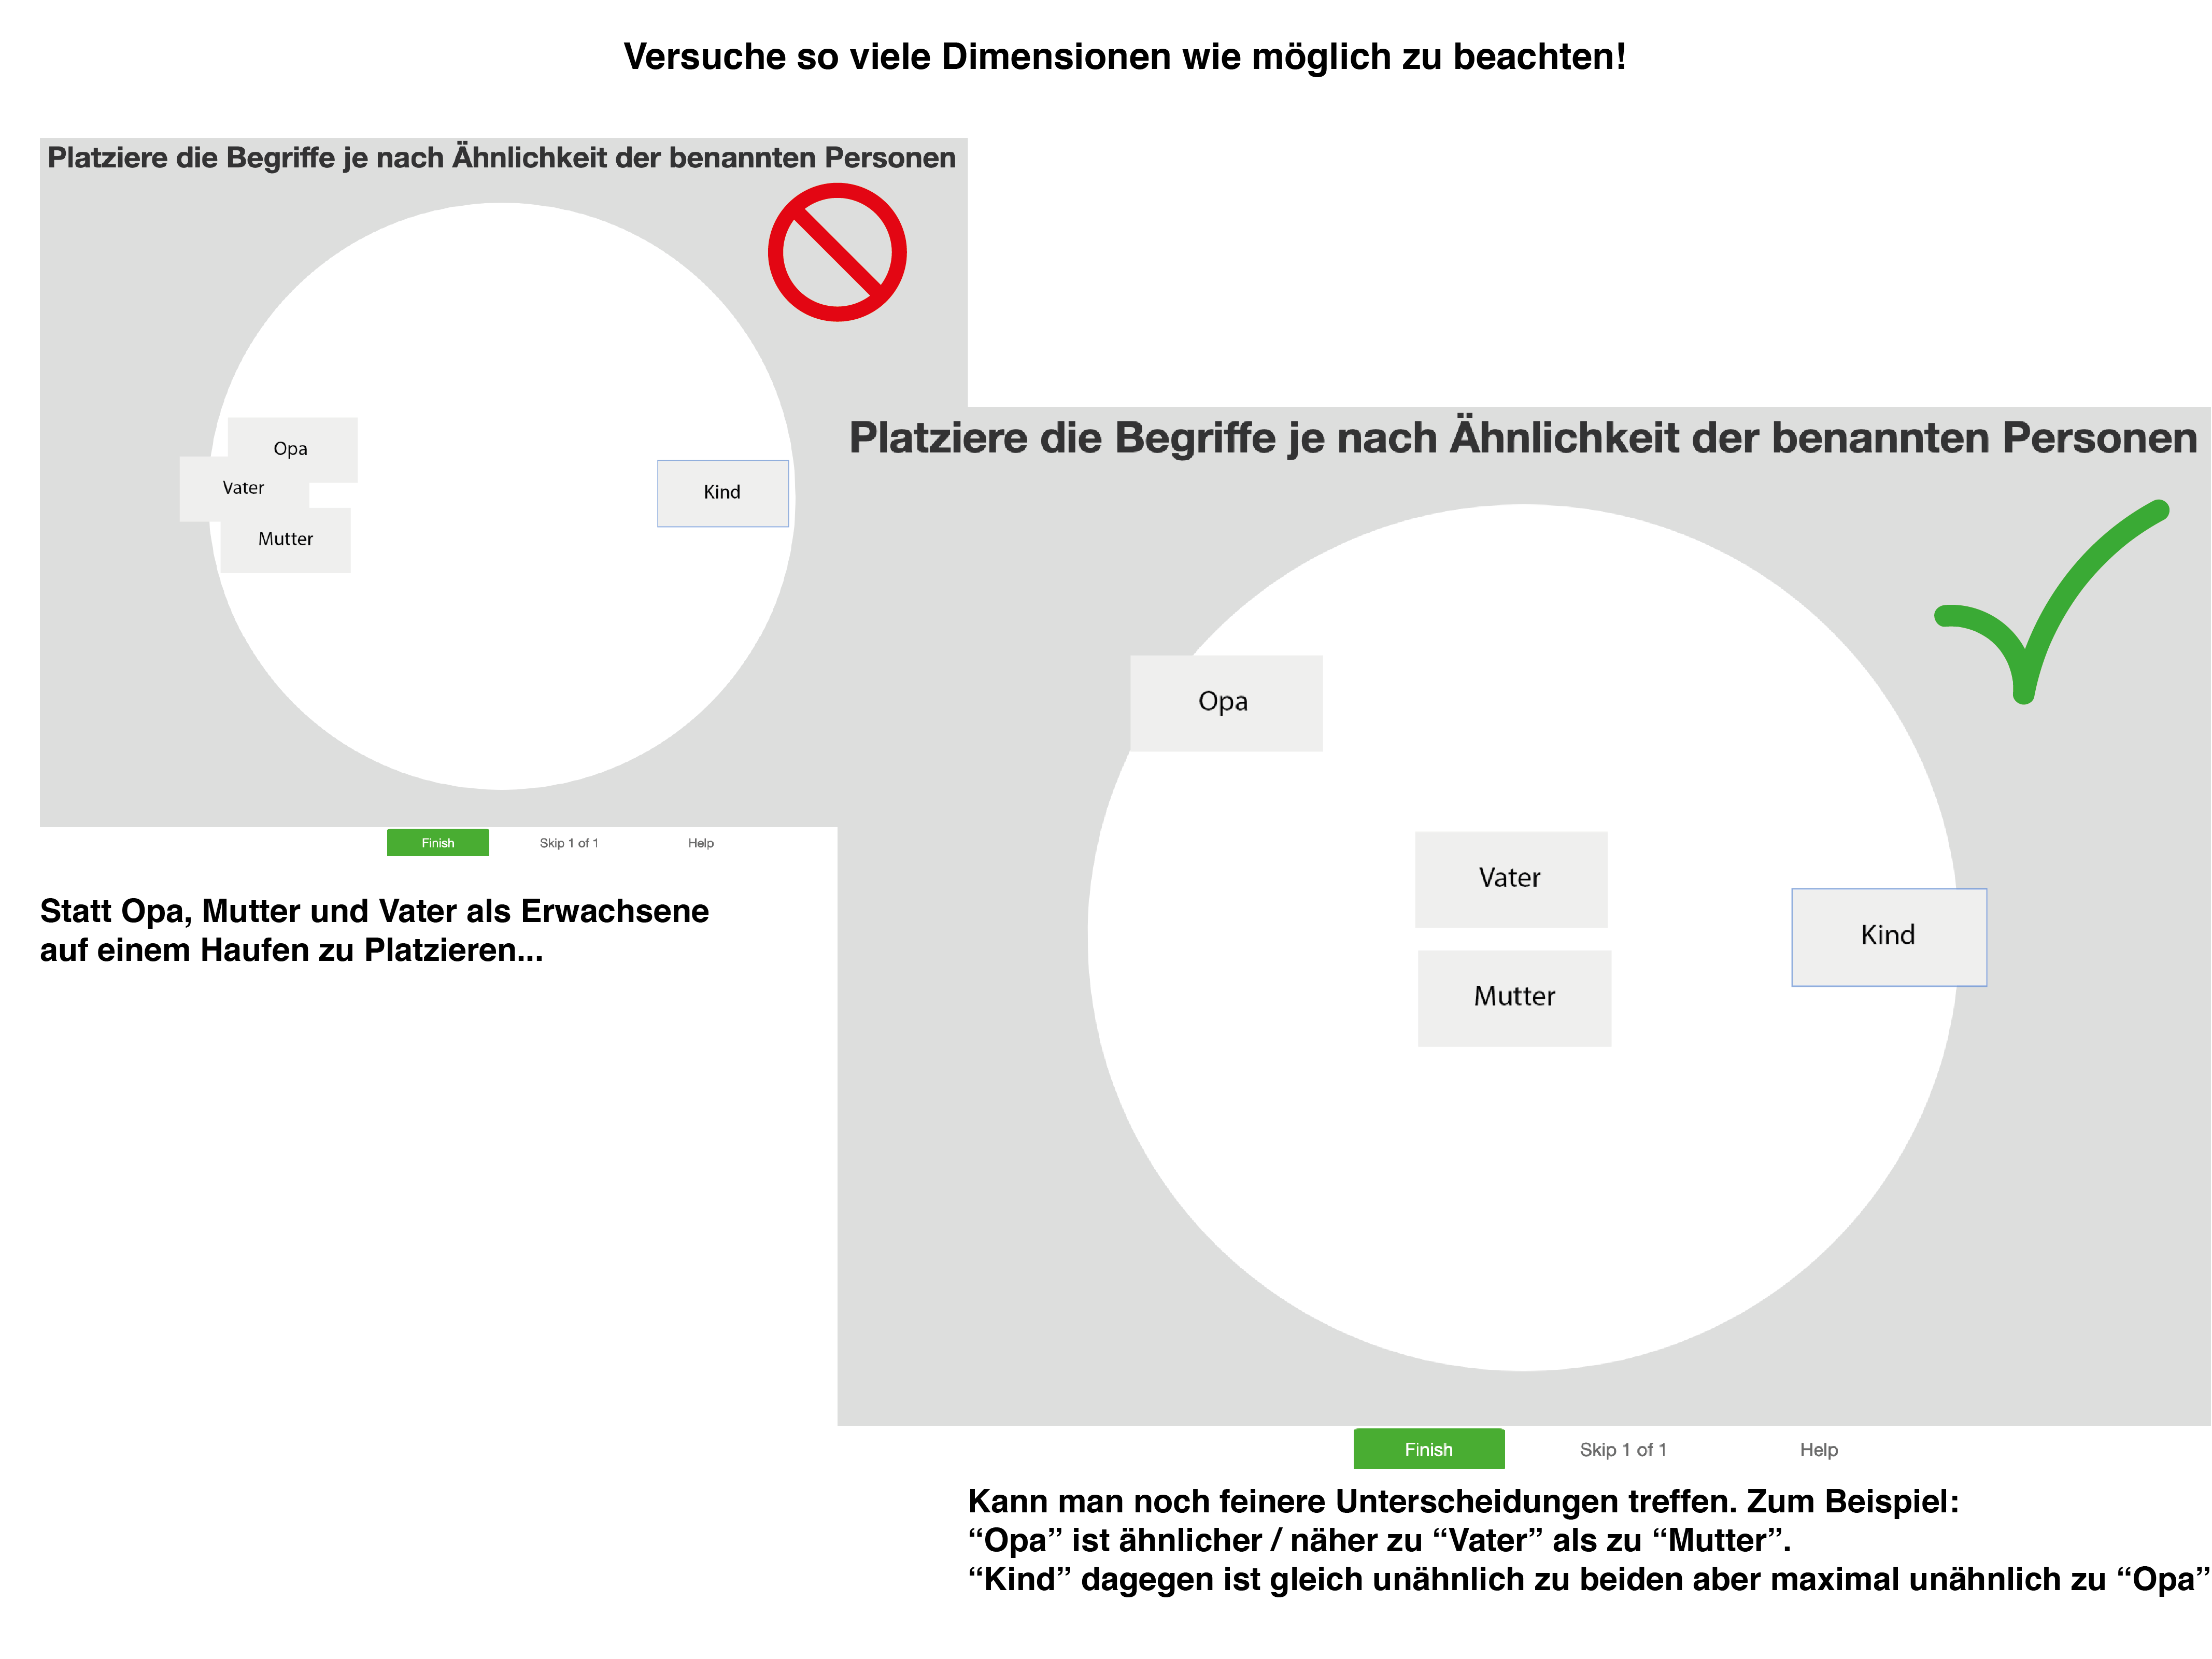 Versuche so viele Dimensionen wie möglich zu beachten!
Platziere die Begriffe je nach Ähnlichkeit der benannten Personen
Opa
Vater
Mutter
Kind
Finish
Skip 1 of 1
Help
Statt Opa, Mutter und Vater als Erwachsene
auf einem Haufen zu Platzieren...
Platziere die Begriffe je nach Ähnlichkeit der benannten Personen
Opa
Vater
Mutter
Kind
Finish
Skip 1 of 1
Help
Kann man noch feinere Unterscheidungen treffen. Zum Beispiel:
“Opa” ist ähnlicher / näher zu “Vater” als zu “Mutter”.
“Kind” dagegen ist gleich unähnlich zu beiden aber maximal unähnlich zu “Opa”